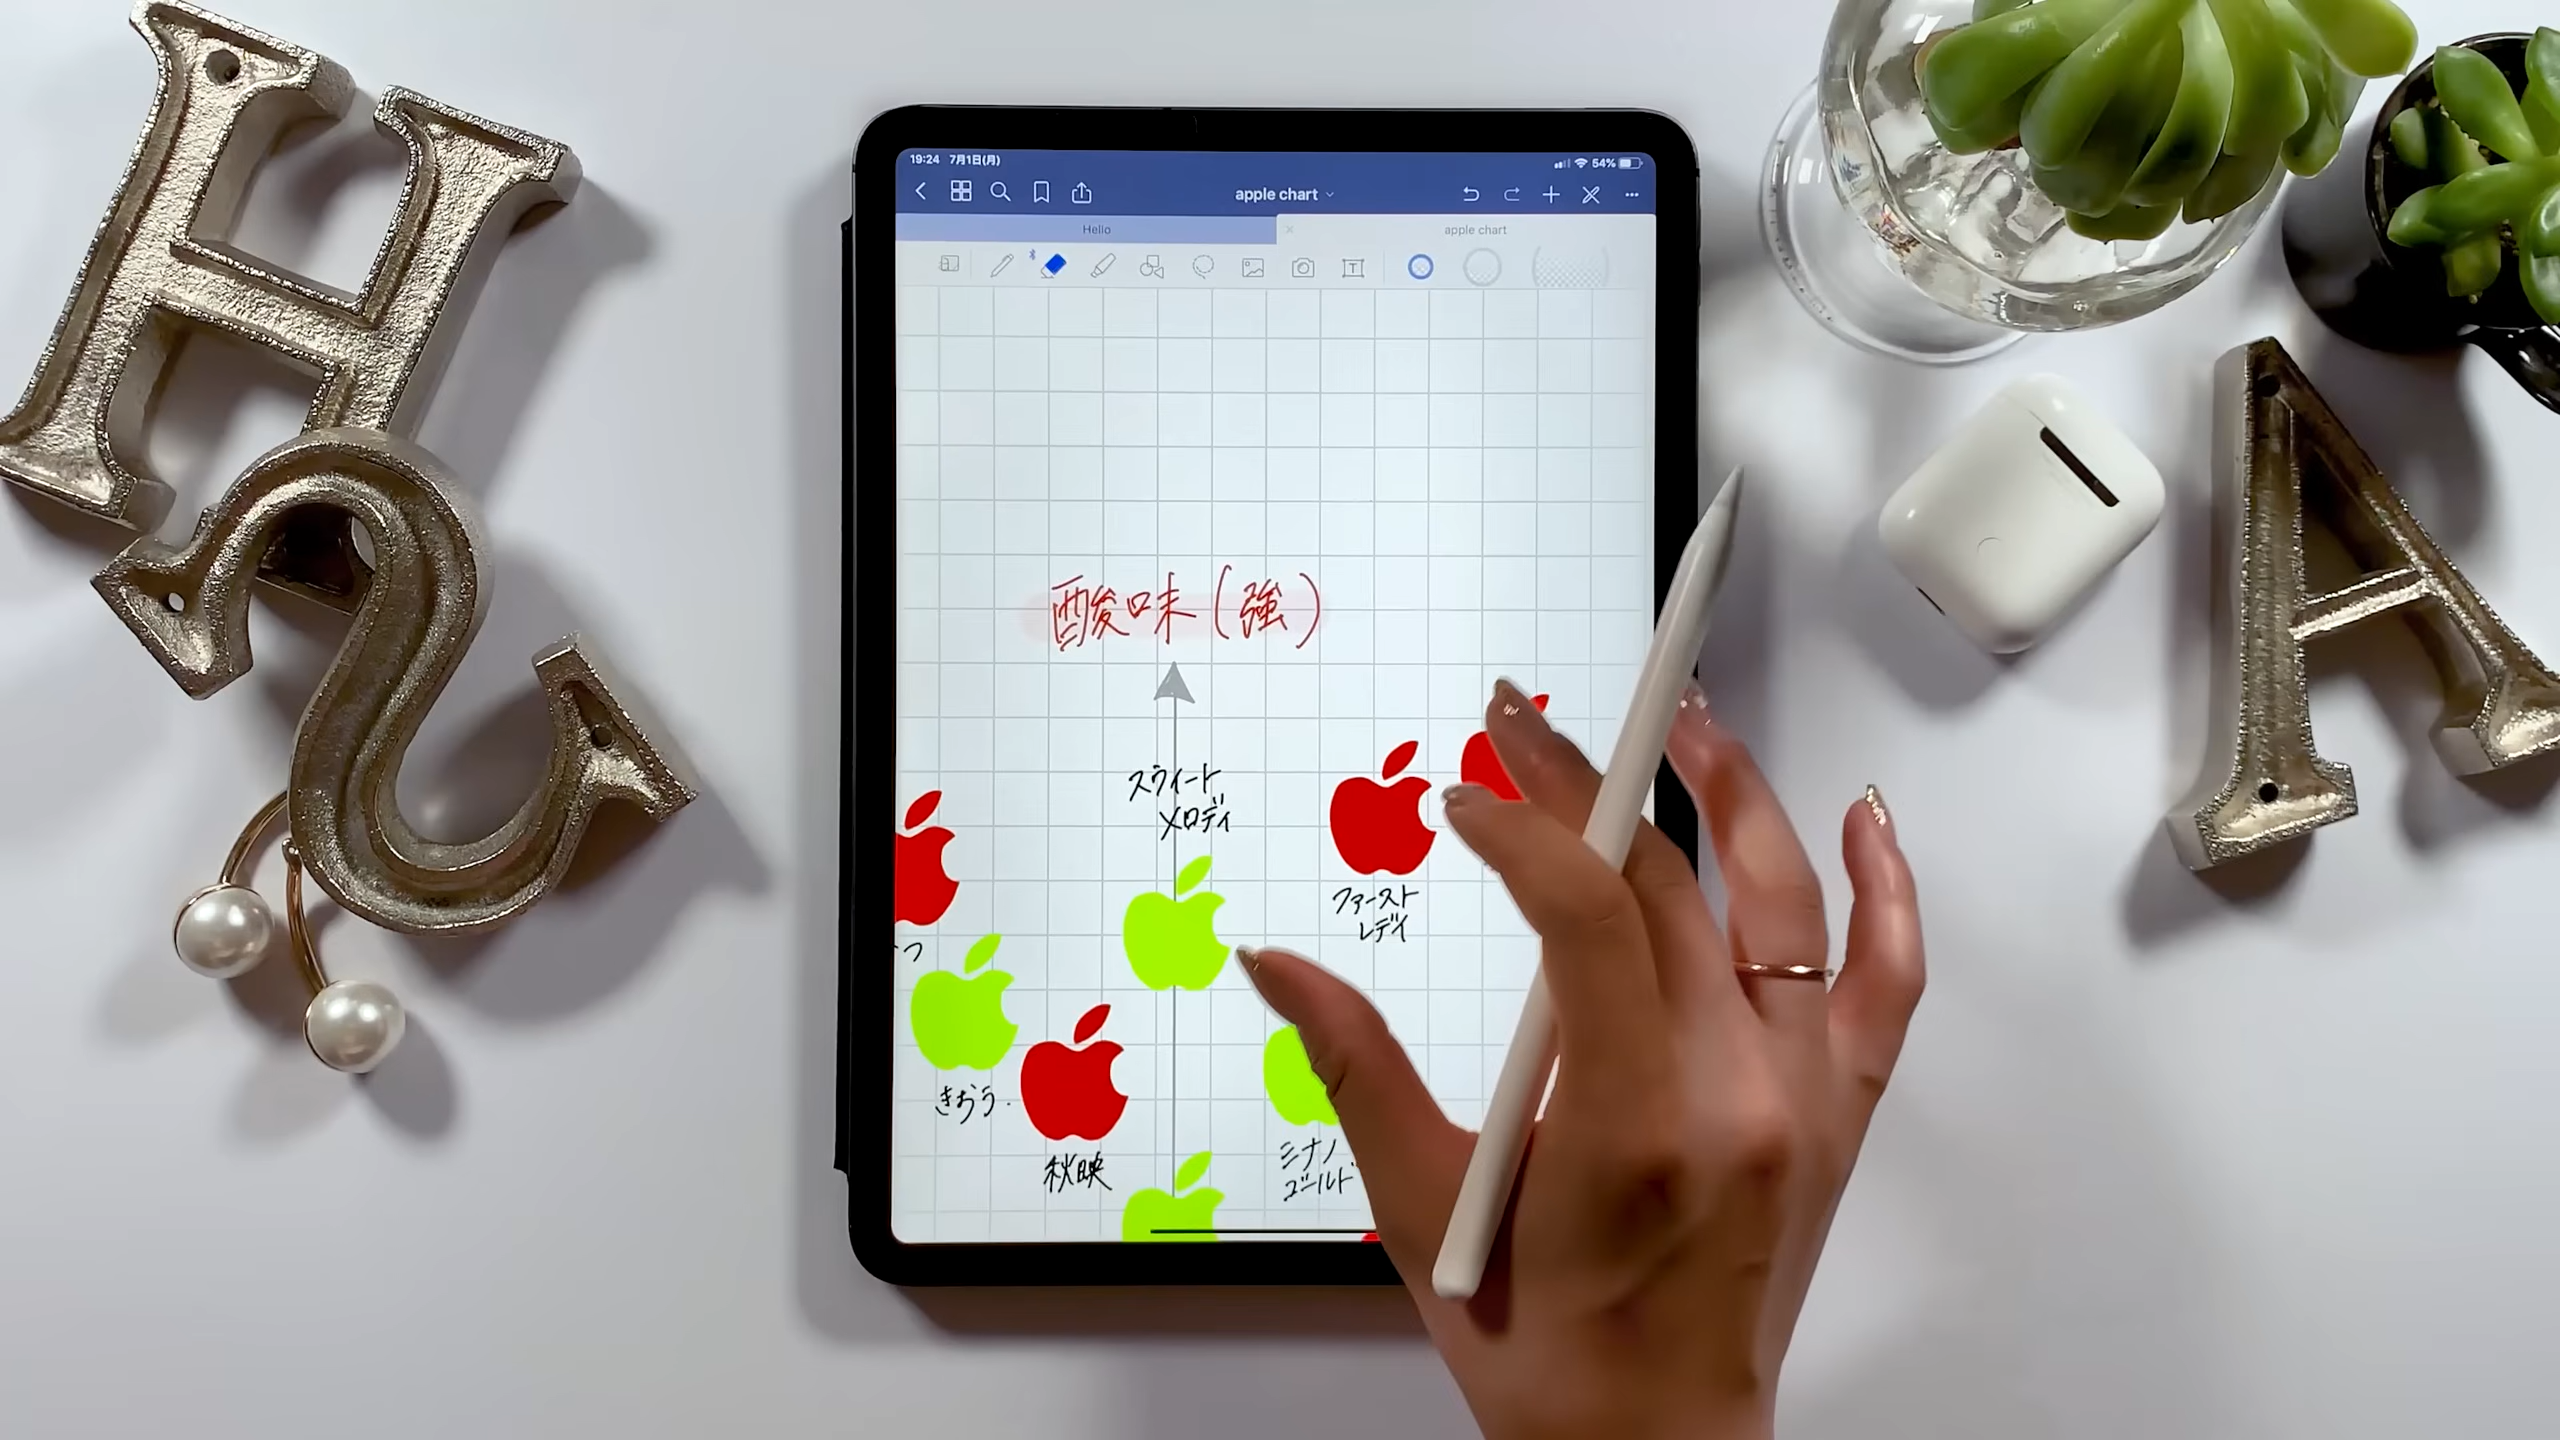 H
S
A
19:24 7月1日(月)
54%
apple chart
Hello
apple chart
T
酸味(強)
スウィート
メロディ
ファースト
レディ
つ
きおう.
秋映
ミナノ
ゴールド